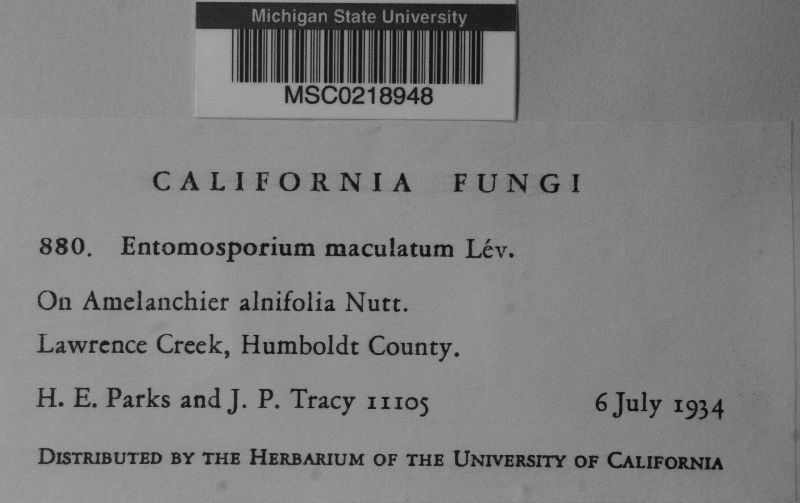 Michigan State University
MSC0218948
CALIFORNIA FUNGI
880. Entomosporium maculatum Lév.
On Amelanchier alnifolia Nutt.
Lawrence Creek, Humboldt County.
H. E. Parks and J. P. Tracy 11105 6 July 1934
DISTRIBUTED BY THE HERBARIUM OF THE UNIVERSITY OF CALIFORNIA